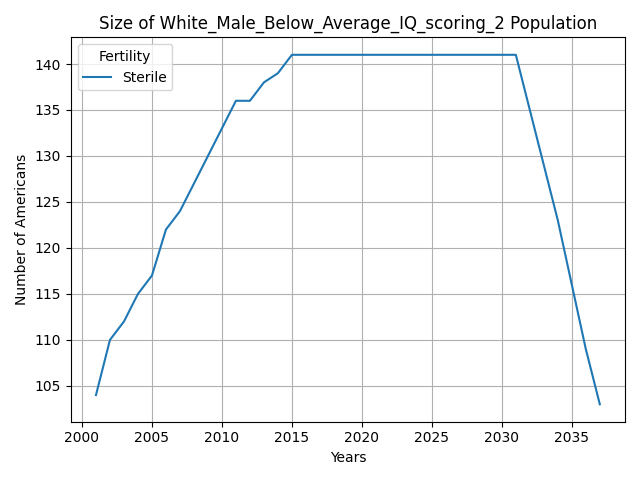 Size of White_Male_Below_Average_IQ_scoring_2 Population
Fertility
Sterile
Number of Americans
140
135
130
125
120
115
110
105
2000 2005 2010 2015 2020 2025 2030 2035
Years